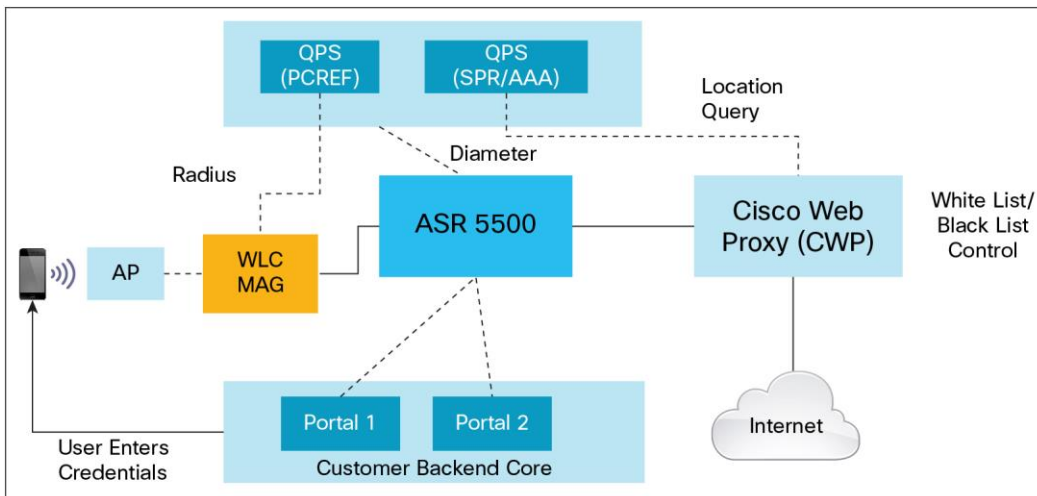 QPS
(PCREF)
QPS
(SPR/AAA)
Location
Query
Radius
Diameter
AP
WLC
MAG
ASR 5500
Cisco Web
Proxy (CWP)
White List/
Black List
Control
Portal 1
Portal 2
Customer Backend Core
User Enters
Credentials
Internet